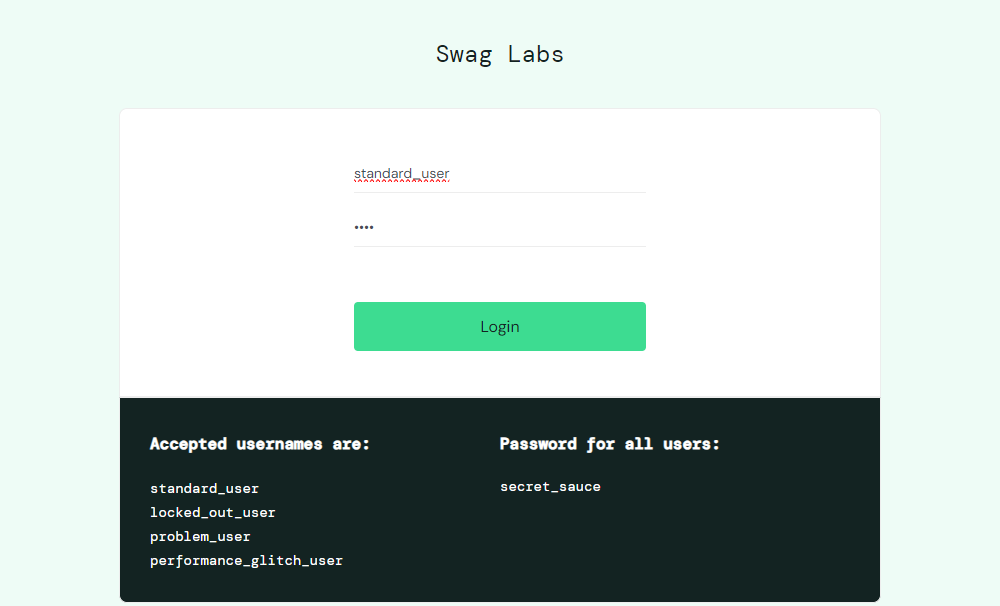 Swag Labs
standard_user
••••
Login
Accepted usernames are:
standard_user
locked_out_user
problem_user
performance_glitch_user
Password for all users:
secret_sauce